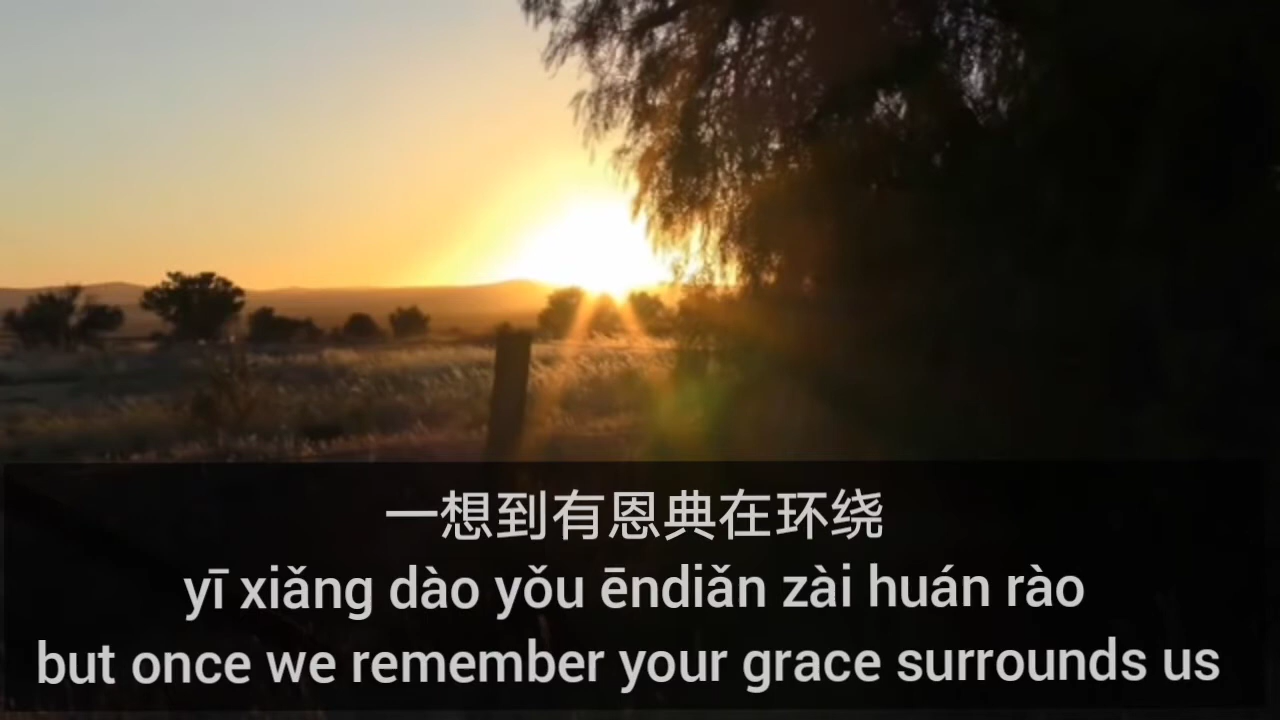 一想到有恩典在环绕
yī xiǎng dào yǒu ēndiǎn zài huán rào
but once we remember your grace surrounds us